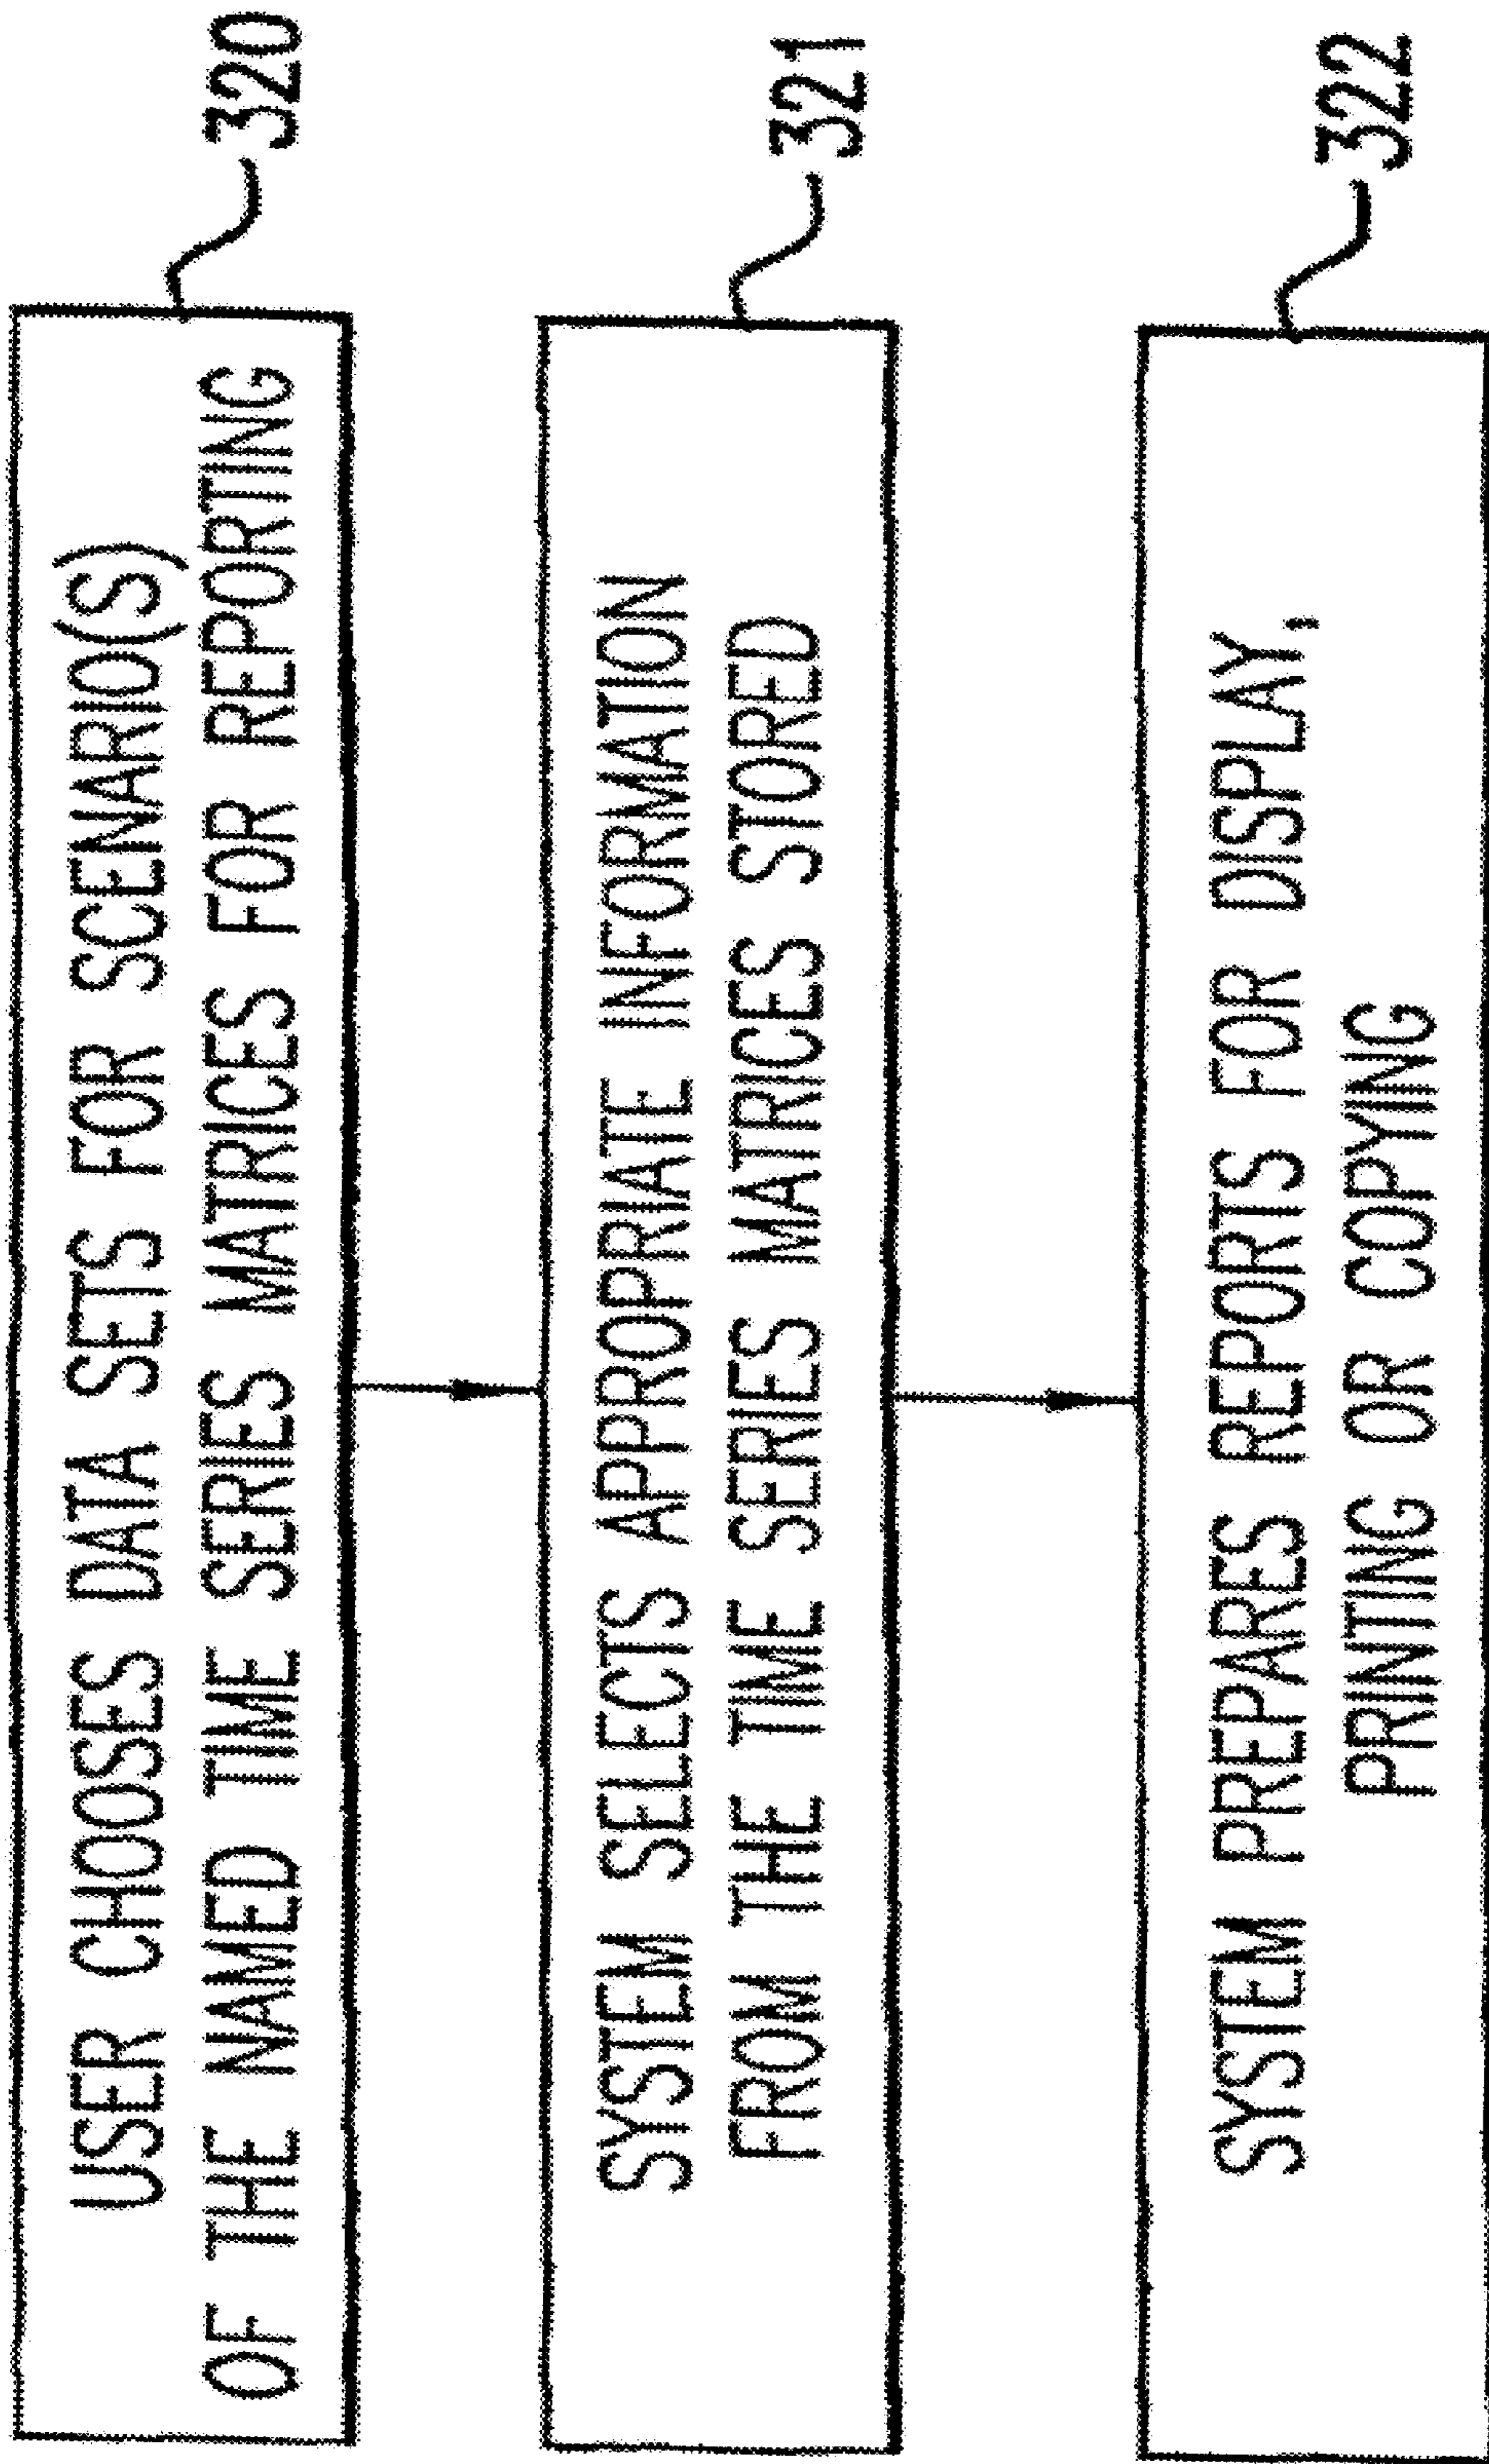 USER CHOOSES DATA SETS FOR SCENARIO(S)
OF THE NAMED TIME SERIES MATRICES FOR REPORTING
320
SYSTEM SELECTS APPROPRIATE INFORMATION
FROM THE TIME SERIES MATRICES STORED
321
SYSTEM PREPARES REPORTS FOR DISPLAY,
PRINTING OR COPYING
322